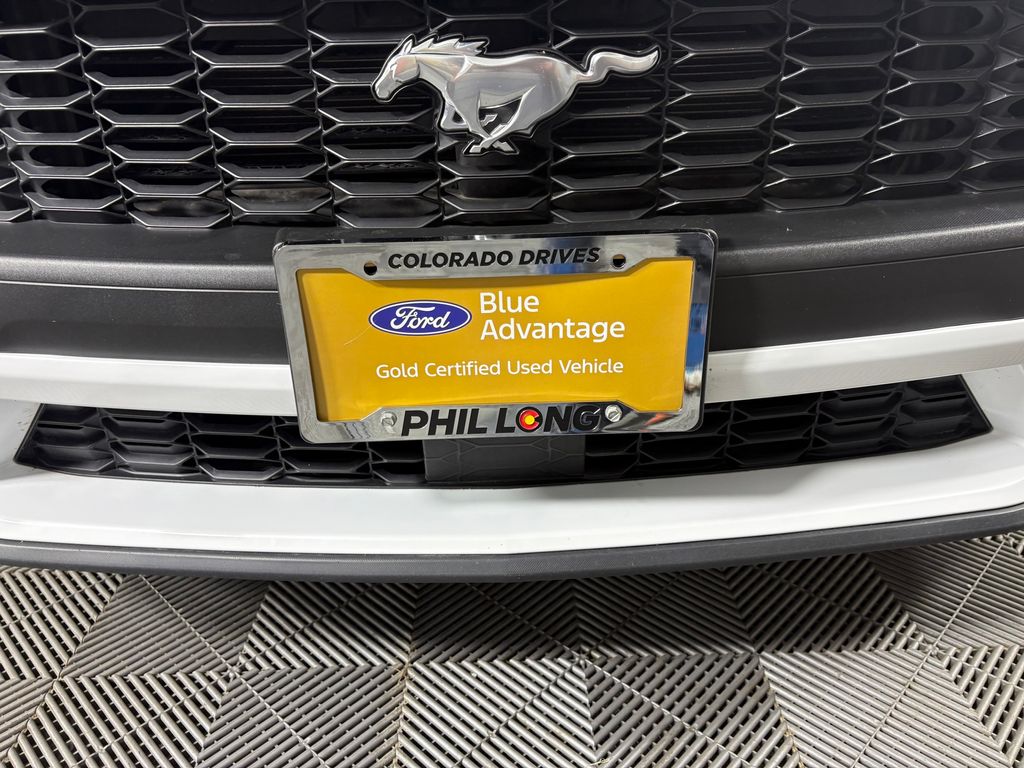 COLORADO DRIVES
Ford
Blue
Advantage
Gold Certified Used Vehicle
PHIL LONG